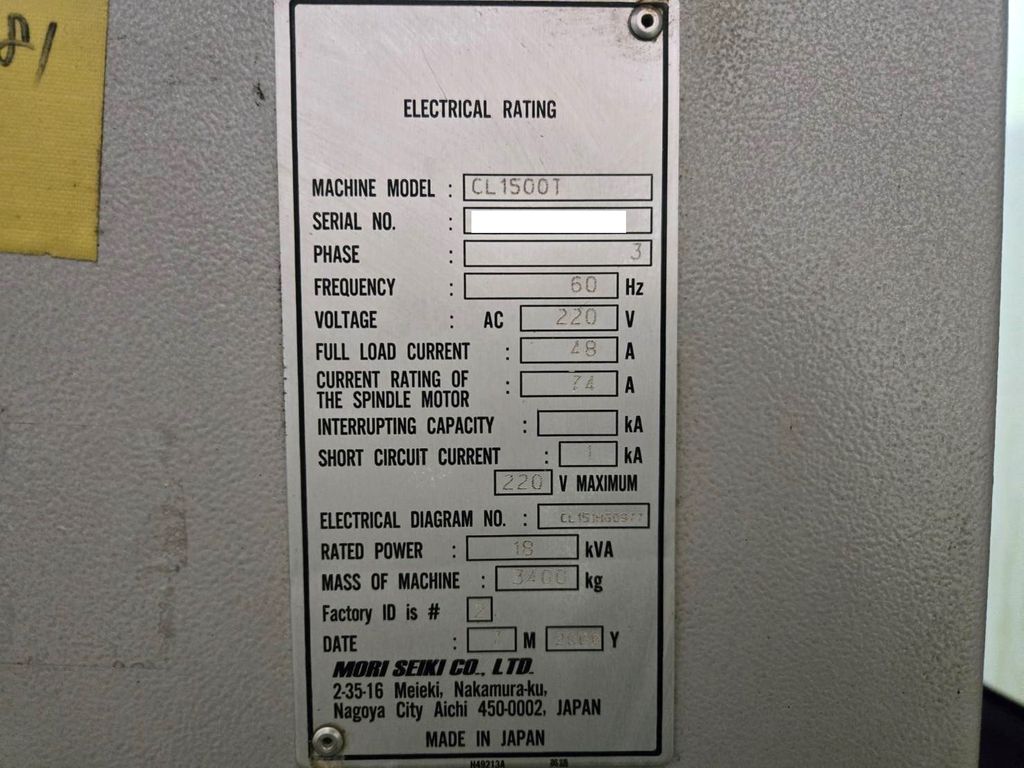 81
ELECTRICAL RATING
MACHINE MODEL : CL1500T
SERIAL NO. :
PHASE : 3
FREQUENCY : 60 Hz
VOLTAGE : AC 220 V
FULL LOAD CURRENT : 48 A
CURRENT RATING OF
THE SPINDLE MOTOR : 74 A
INTERRUPTING CAPACITY : kA
SHORT CIRCUIT CURRENT : 1 kA
220 V MAXIMUM
ELECTRICAL DIAGRAM NO. :
RATED POWER : 18 kVA
MASS OF MACHINE : 3400 kg
Factory ID is # 2
DATE : M Y
MORI SEIKI CO., LTD.
2-35-16 Meieki, Nakamura-ku,
Nagoya City Aichi 450-0002, JAPAN
MADE IN JAPAN
H49213A